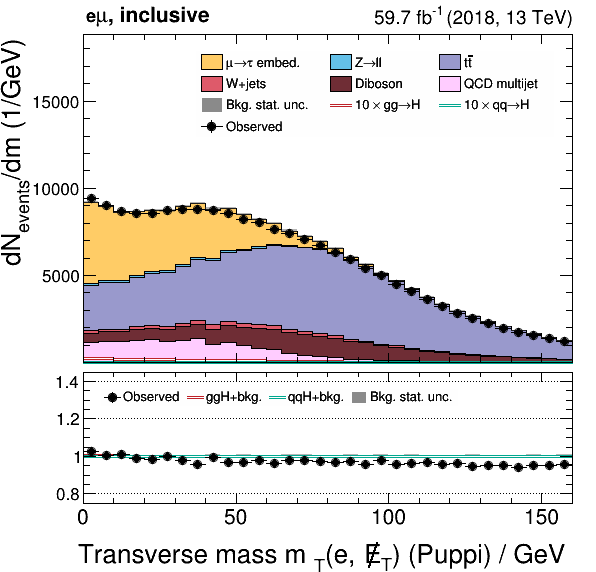 eμ, inclusive 59.7 fb⁻¹ (2018, 13 TeV)
dN_events/dm (1/GeV)
μ→τ embed. Z→ll tt̄
W+jets Diboson QCD multijet
Bkg. stat. unc. 10 × gg→H 10 × qq→H
Observed
15000
10000
5000
Observed ggH+bkg. qqH+bkg. Bkg. stat. unc.
1.4
1.2
1
0.8
0 50 100 150
Transverse mass m_T(e, E̸_T) (Puppi) / GeV